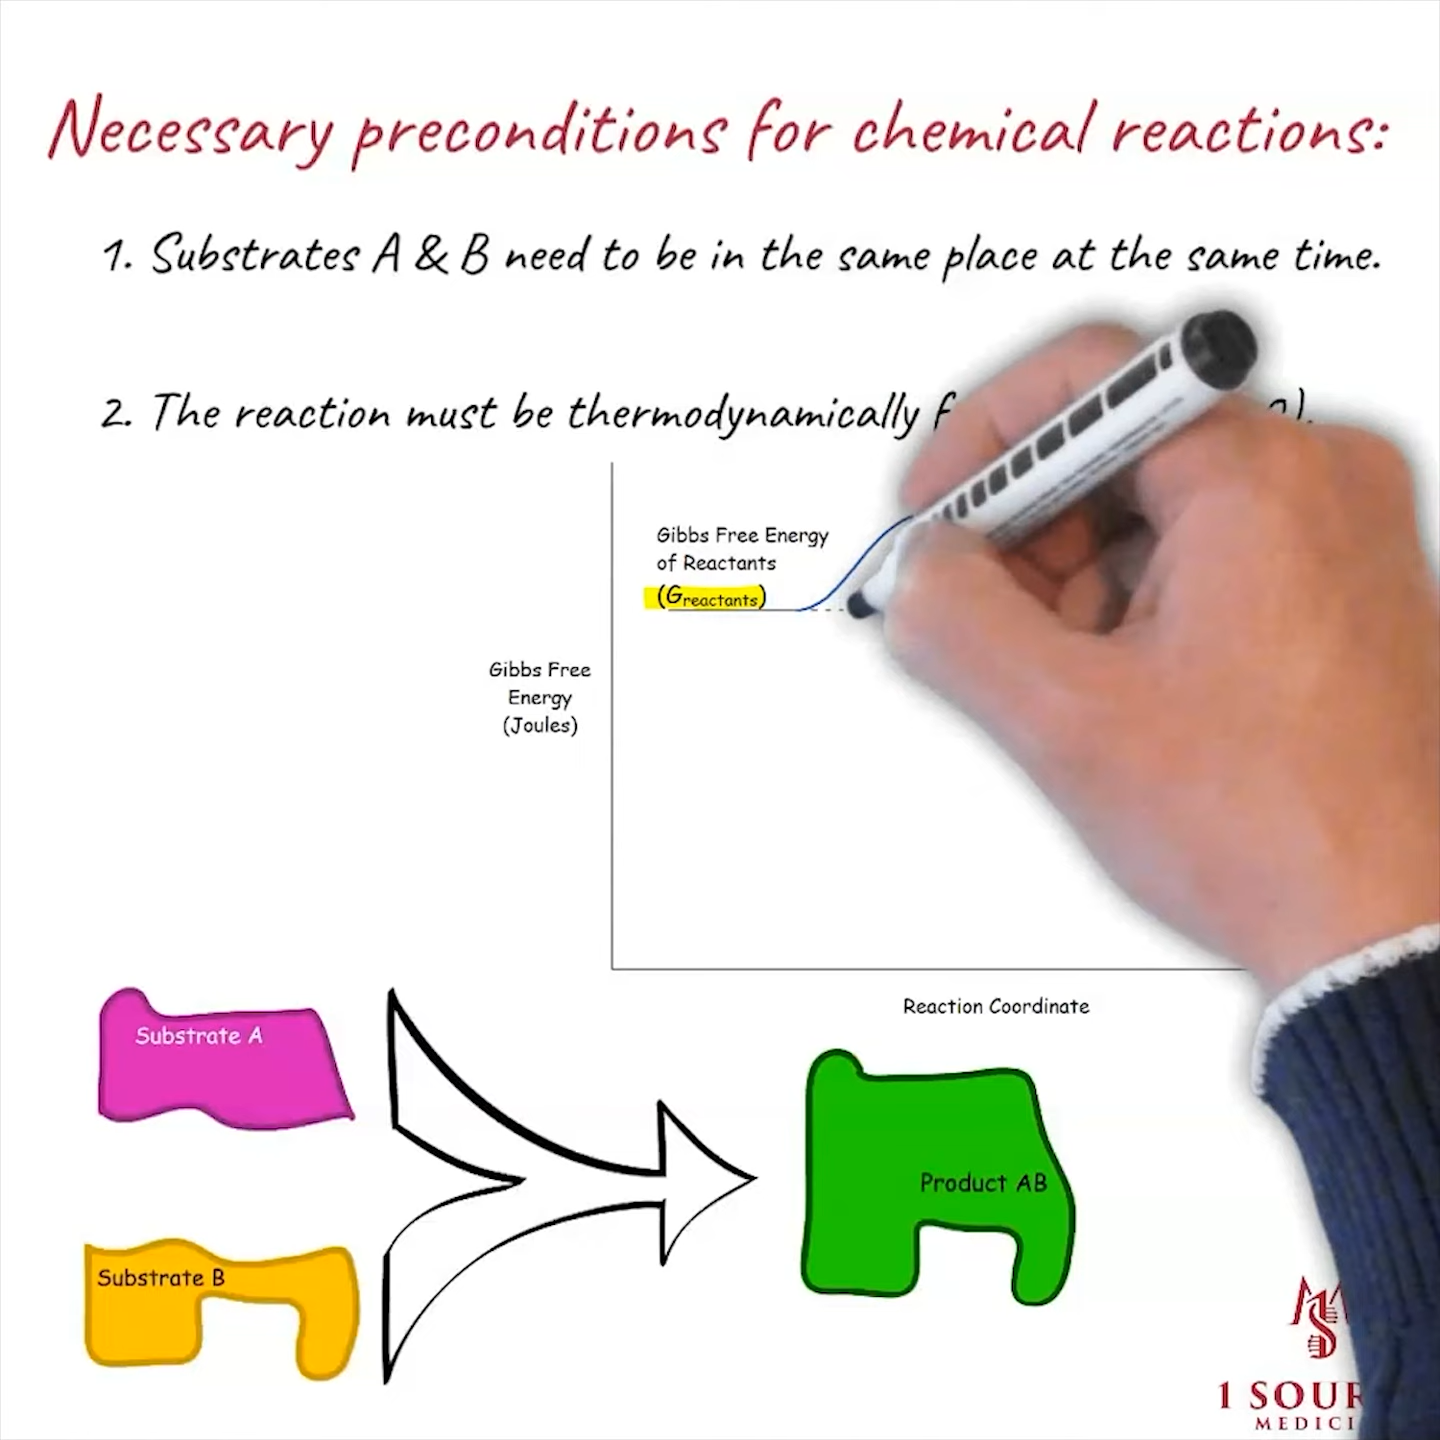 Necessary preconditions for chemical reactions:
1. Substrates A & B need to be in the same place at the same time.
2. The reaction must be thermodynamically
Gibbs Free Energy
of Reactants
(Greactants)
Gibbs Free
Energy
(Joules)
Reaction Coordinate
Substrate A
Substrate B
Product AB
1